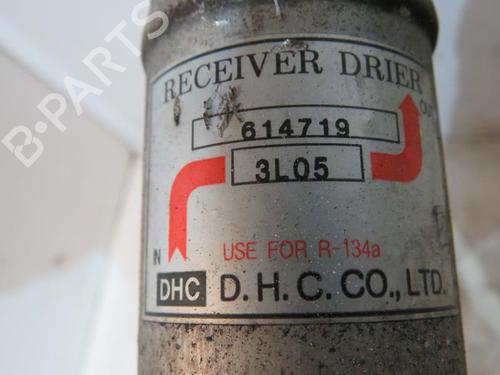 RECEIVER DRIER
OUT
614719
3L05
IN
USE FOR R-134a
DHC D.H.C.CO.,LTD.
B-PARTS